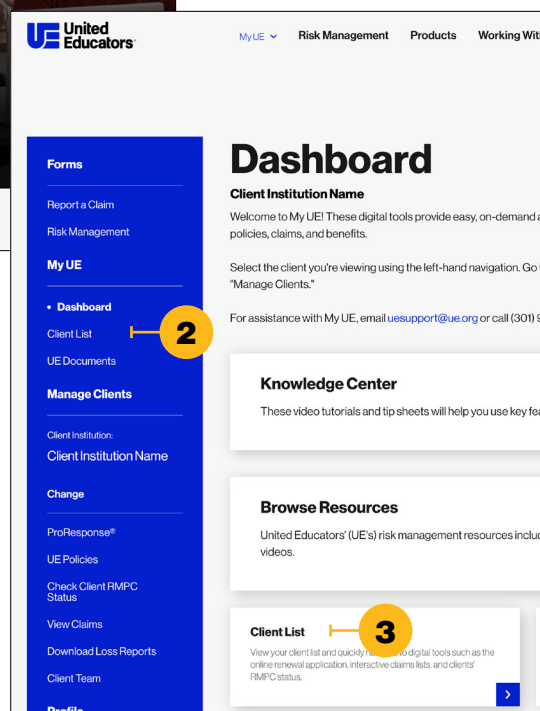 United
Educators
My UE
Risk Management
Products
Working Wit
Forms
Report a Claim
Risk Management
My UE
• Dashboard
Client List
UE Documents
Manage Clients
Client Institution:
Client Institution Name
Change
ProResponse®
UE Policies
Check Client RMPC
Status
View Claims
Download Loss Reports
Client Team
Profile
2
Dashboard
Client Institution Name
Welcome to My UE! These digital tools provide easy, on-demand a
policies, claims, and benefits.
Select the client you're viewing using the left-hand navigation. Go
"Manage Clients."
For assistance with My UE, email uesupport@ue.org or call (301) 9
Knowledge Center
These video tutorials and tip sheets will help you use key fea
Browse Resources
United Educators' (UE's) risk management resources includ
videos.
Client List
3
View your client list and quickly to digital tools such as the
online renewal application, interactive claims lists, and clients'
RMPC status.